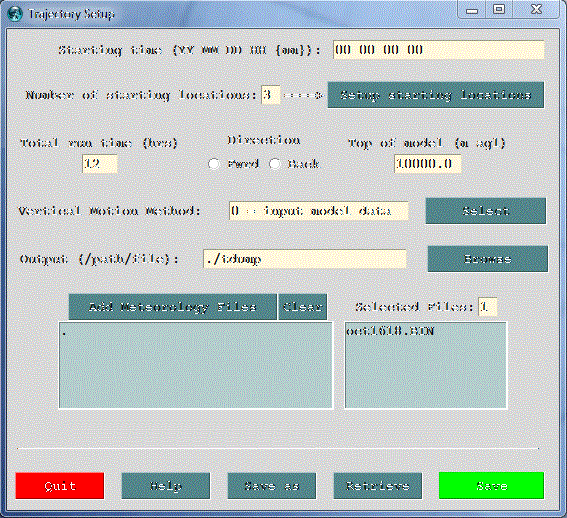 Trajectory Setup
Starting time (YY MM DD HH {mm}): 00 00 00 00
Number of starting locations: 3 ====> Setup starting locations
Total run time (hrs) Direction Top of model (m agl)
12 Fwrd Back 10000.0
Vertical Motion Method: 0 - input model data Select
Output (/path/file): ./tdump Browse
Add Meteorology Files Clear Selected Files: 1
. oct1618.BIN
Quit Help Save as Retrieve Save